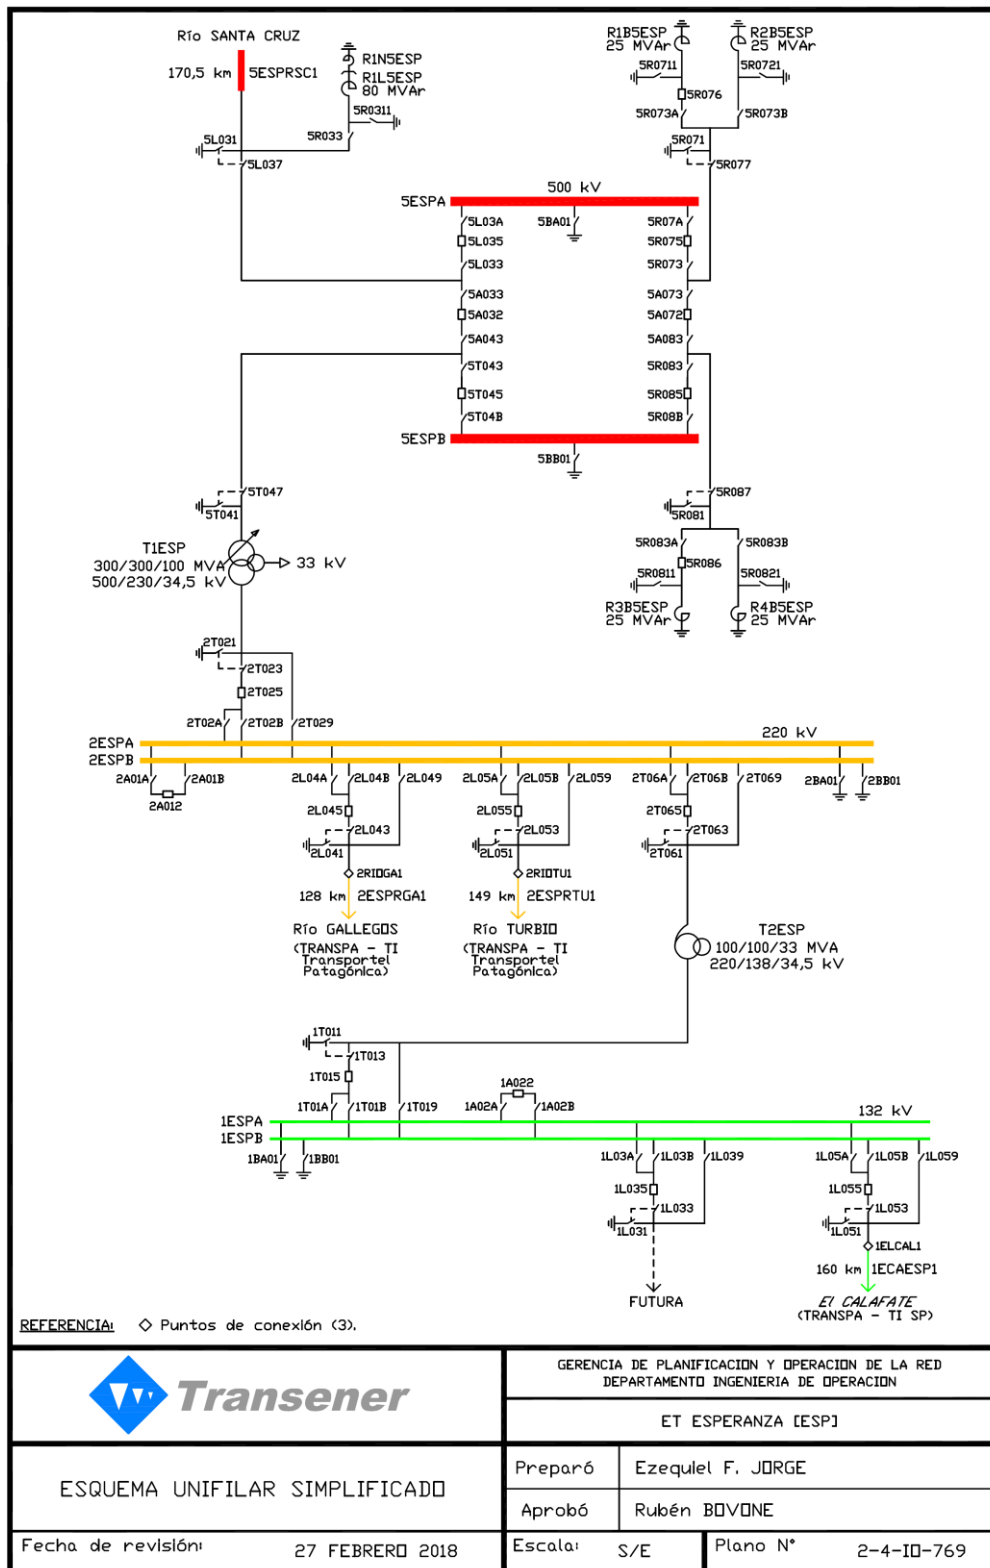 Río SANTA CRUZ
170,5 km
5ESPRSC1
R1N5ESP
R1L5ESP
80 MVAr
5R0311
5R033
5L031
5L037
R1B5ESP
25 MVAr
R2B5ESP
25 MVAr
5R0711
5R0721
5R076
5R073A
5R073B
5R071
5R077
500 kV
5ESPA
5L03A
5BA01
5R07A
5L035
5R075
5L033
5R073
5A033
5A073
5A032
5A072
5A043
5A083
5T043
5R083
5T045
5R085
5T04B
5R08B
5ESPB
5BB01
5T047
5T041
5R087
5R081
T1ESP
300/300/100 MVA
500/230/34,5 kV
33 kV
5R083A
5R083B
5R086
5R0811
5R0821
R3B5ESP
25 MVAr
R4B5ESP
25 MVAr
2T021
2T023
2T025
2T02A
2T02B
2T029
220 kV
2ESPA
2ESPB
2A01A
2A01B
2A012
2L04A
2L04B
2L049
2L05A
2L05B
2L059
2T06A
2T06B
2T069
2BA01
2BB01
2L045
2L055
2T065
2L043
2L053
2T063
2L041
2L051
2T061
2RIOGA1
2RIOTU1
128 km
2ESPRGA1
149 km
2ESPRTU1
Río GALLEGOS
(TRANSPA - TI
Transportel
Patagónica)
Río TURBIO
(TRANSPA - TI
Transportel
Patagónica)
T2ESP
100/100/33 MVA
220/138/34,5 kV
1T011
1T013
1T015
1T01A
1T01B
1T019
1A022
1A02A
1A02B
132 kV
1ESPA
1ESPB
1BA01
1BB01
1L03A
1L03B
1L039
1L05A
1L05B
1L059
1L035
1L055
1L033
1L053
1L031
1L051
1ELCAL1
160 km
1ECAESP1
FUTURA
El CALAFATE
(TRANSPA - TI SP)
REFERENCIA: ◇ Puntos de conexión (3).
Transener
GERENCIA DE PLANIFICACION Y OPERACION DE LA RED
DEPARTAMENTO INGENIERIA DE OPERACION
ET ESPERANZA [ESP]
ESQUEMA UNIFILAR SIMPLIFICADO
Preparó
Ezequiel F. JORGE
Aprobó
Rubén BOVONE
Fecha de revisión:
27 FEBRERO 2018
Escala:
S/E
Plano N°
2-4-IO-769